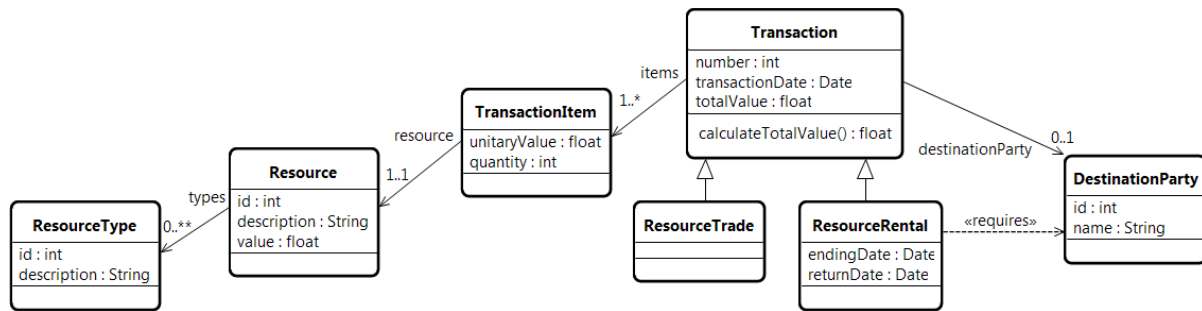 Transaction
number : int
transactionDate : Date
totalValue : float
calculateTotalValue() : float
items
1..*
TransactionItem
unitaryValue : float
quantity : int
resource
1..1
Resource
id : int
description : String
value : float
types
0..**
ResourceType
id : int
description : String
ResourceTrade
ResourceRental
endingDate : Date
returnDate : Date
«requires»
destinationParty
0..1
DestinationParty
id : int
name : String